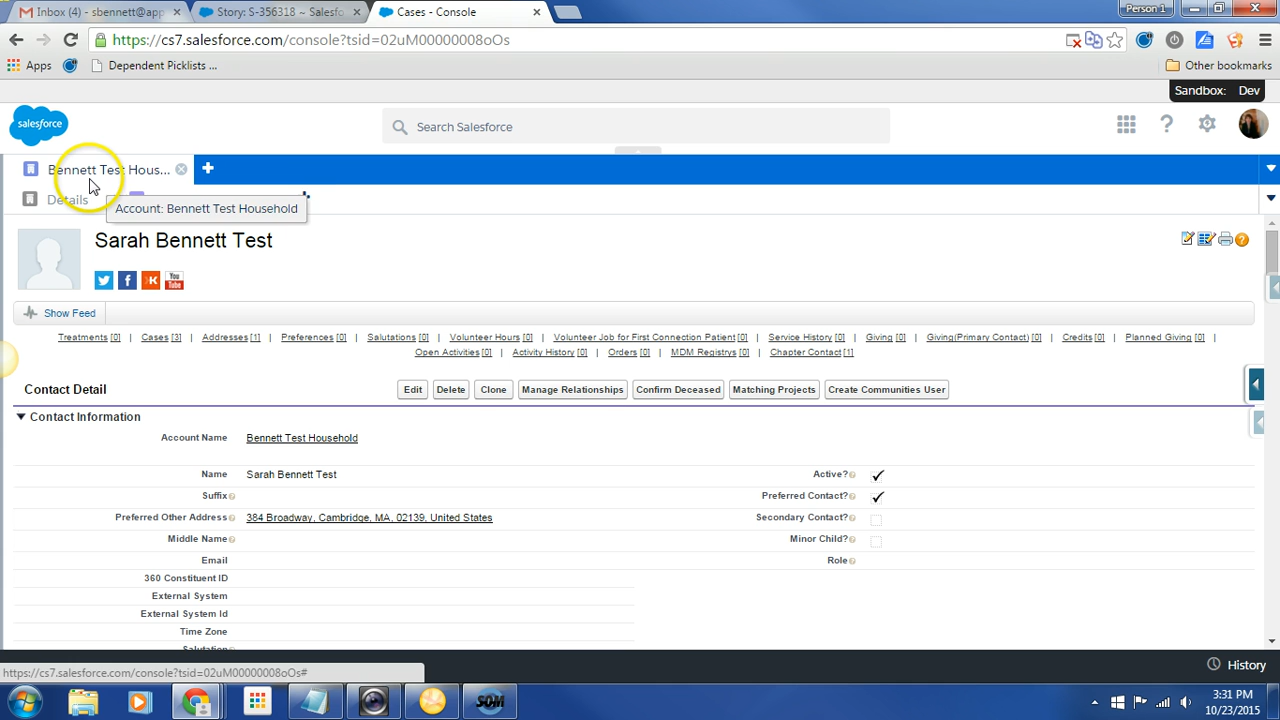 Inbox (4) - sbennett@app
Story: S-356318 ~ Salesfo
Cases - Console
Person 1
https://cs7.salesforce.com/console?tsid=02uM00000008oOs
Apps
Dependent Picklists ...
Other bookmarks
Sandbox: Dev
salesforce
Search Salesforce
Bennett Test Hous...
Details
Account: Bennett Test Household
Sarah Bennett Test
You Tube
Show Feed
Treatments [0] Cases [3] Addresses [1] Preferences [0] Salutations [0] Volunteer Hours [0] Volunteer Job for First Connection Patient [0] Service History [0] Giving [0] Giving(Primary Contact) [0] Credits [0] Planned Giving [0]
Open Activities [0] Activity History [0] Orders [0] MDM Registrys [0] Chapter Contact [1]
Contact Detail
Edit Delete Clone Manage Relationships Confirm Deceased Matching Projects Create Communities User
Contact Information
Account Name Bennett Test Household
Name Sarah Bennett Test Active?
Suffix Preferred Contact?
Preferred Other Address 384 Broadway, Cambridge, MA, 02139, United States Secondary Contact?
Middle Name Minor Child?
Email Role
360 Constituent ID
External System
External System Id
Time Zone
Salutation
https://cs7.salesforce.com/console?tsid=02uM00000008oOs#
History
SOM
3:31 PM
10/23/2015